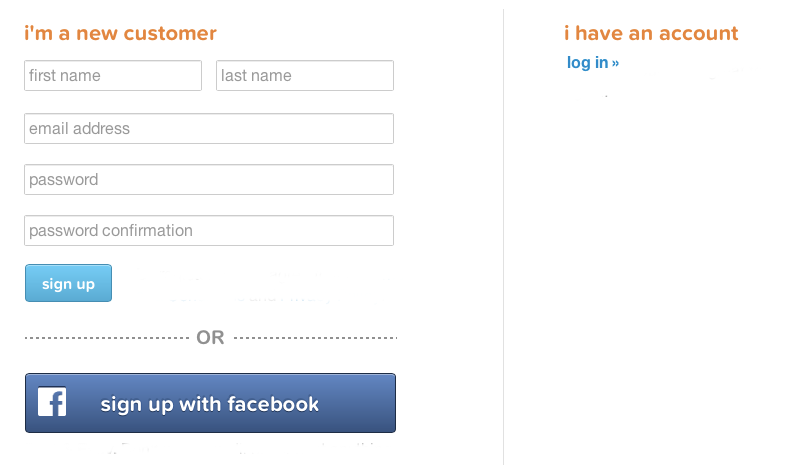 i'm a new customer
first name
last name
email address
password
password confirmation
sign up
OR
sign up with facebook
i have an account
log in »